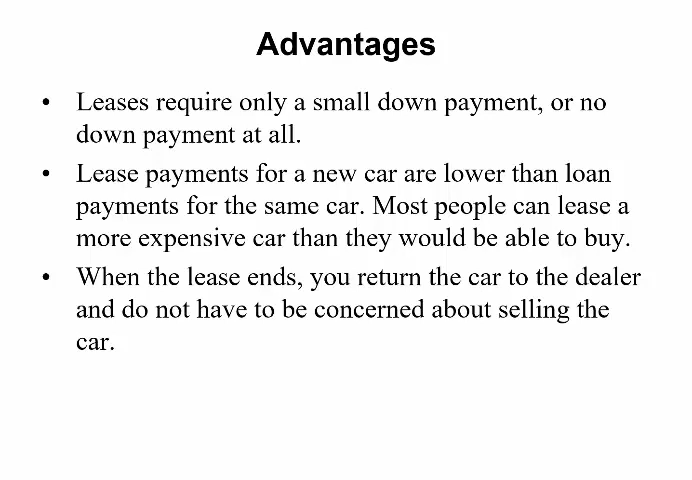 Advantages
• Leases require only a small down payment, or no
down payment at all.
• Lease payments for a new car are lower than loan
payments for the same car. Most people can lease a
more expensive car than they would be able to buy.
• When the lease ends, you return the car to the dealer
and do not have to be concerned about selling the
car.